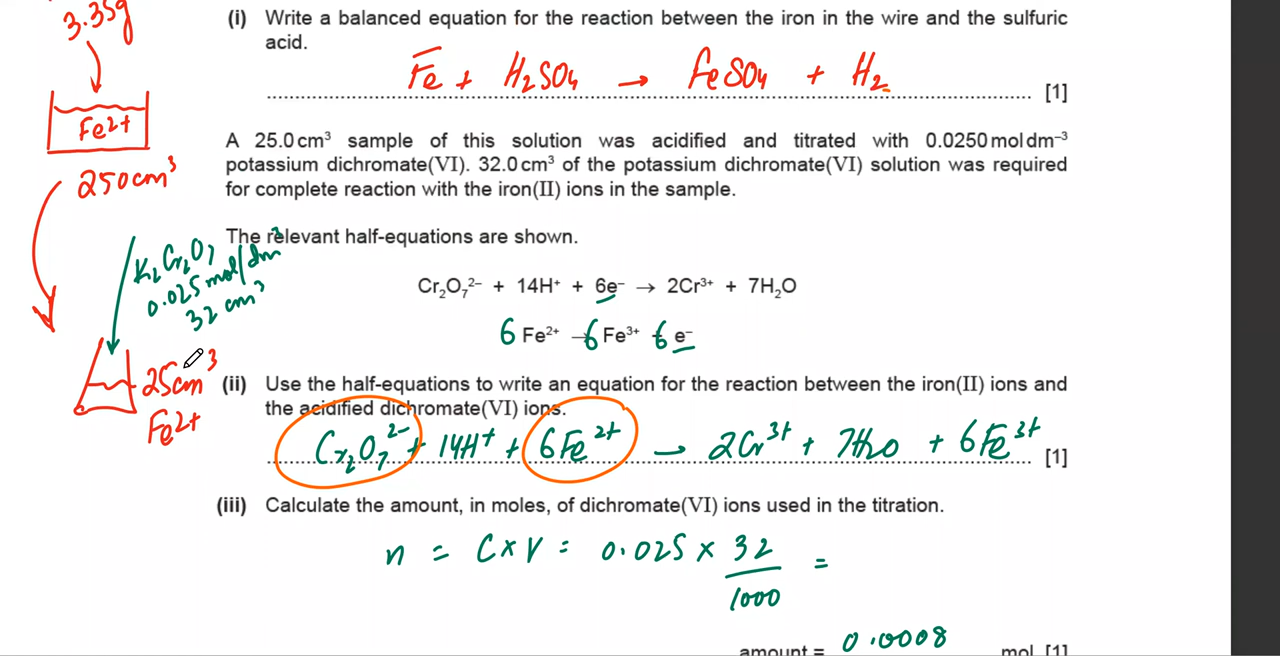 3.35g
(i) Write a balanced equation for the reaction between the iron in the wire and the sulfuric
acid.
Fe + H2SO4 → FeSO4 + H2
[1]
Fe2+
250cm3
A 25.0 cm³ sample of this solution was acidified and titrated with 0.0250 mol dm⁻³
potassium dichromate(VI). 32.0 cm³ of the potassium dichromate(VI) solution was required
for complete reaction with the iron(II) ions in the sample.
The relevant half-equations are shown.
K2Cr2O7
0.025 mol/dm3
32 cm3
Cr₂O₇²⁻ + 14H⁺ + 6e⁻ → 2Cr³⁺ + 7H₂O
6 Fe²⁺ → 6 Fe³⁺ 6 e⁻
25cm3
Fe2+
(ii) Use the half-equations to write an equation for the reaction between the iron(II) ions and
the acidified dichromate(VI) ions.
Cr2O7 2- + 14H+ + 6Fe2+ → 2Cr3+ + 7H2O + 6Fe3+
[1]
(iii) Calculate the amount, in moles, of dichromate(VI) ions used in the titration.
n = C×V = 0.025 × 32/1000 =
amount = 0.0008 mol [1]